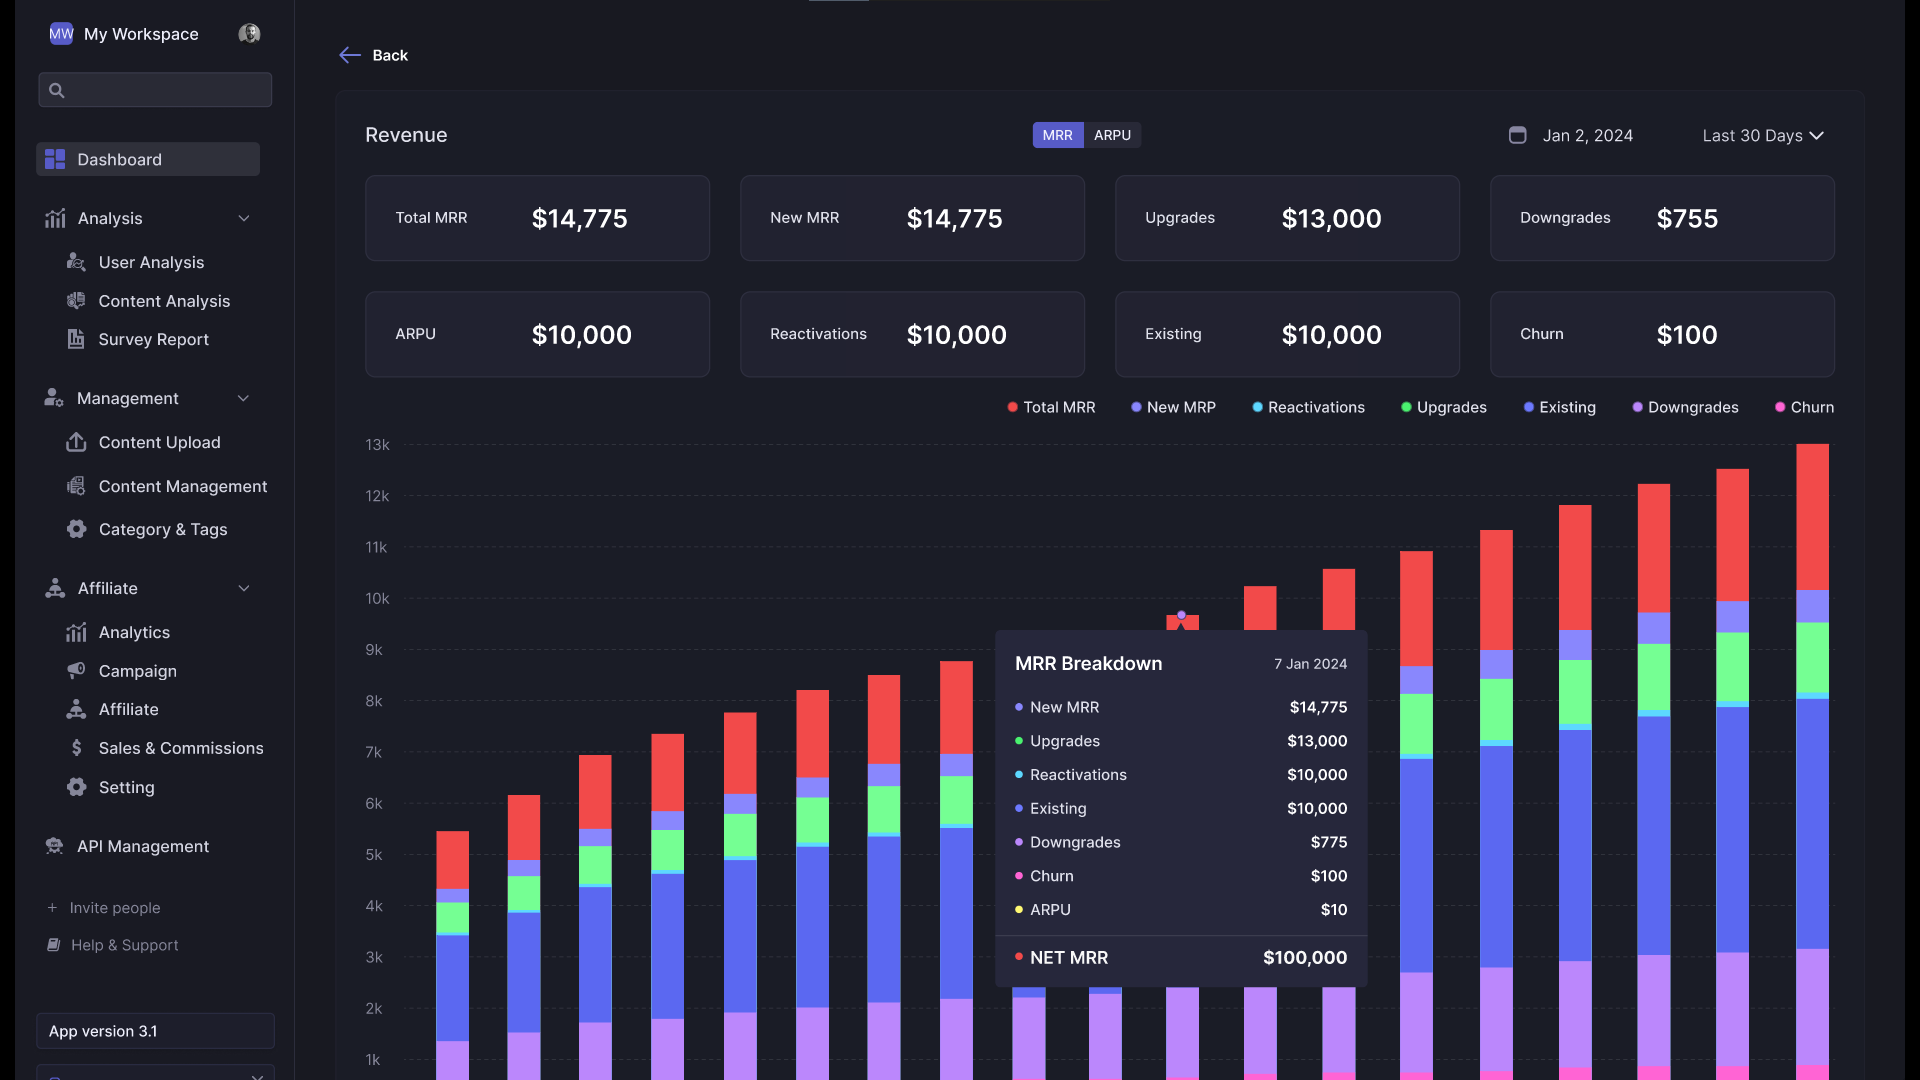 MW My Workspace
Dashboard
Analysis
User Analysis
Content Analysis
Survey Report
Management
Content Upload
Content Management
Category & Tags
Affiliate
Analytics
Campaign
Affiliate
Sales & Commissions
Setting
API Management
+ Invite people
Help & Support
App version 3.1
Back
Revenue
MRR ARPU
Jan 2, 2024
Last 30 Days
Total MRR $14,775
New MRR $14,775
Upgrades $13,000
Downgrades $755
ARPU $10,000
Reactivations $10,000
Existing $10,000
Churn $100
Total MRR New MRP Reactivations Upgrades Existing Downgrades Churn
13k
12k
11k
10k
9k
8k
7k
6k
5k
4k
3k
2k
1k
MRR Breakdown 7 Jan 2024
New MRR $14,775
Upgrades $13,000
Reactivations $10,000
Existing $10,000
Downgrades $775
Churn $100
ARPU $10
NET MRR $100,000